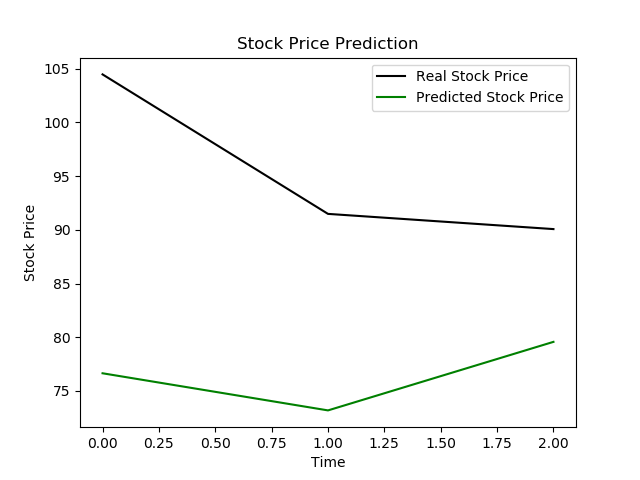 Stock Price Prediction
Real Stock Price
Predicted Stock Price
Stock Price
105
100
95
90
85
80
75
0.00 0.25 0.50 0.75 1.00 1.25 1.50 1.75 2.00
Time